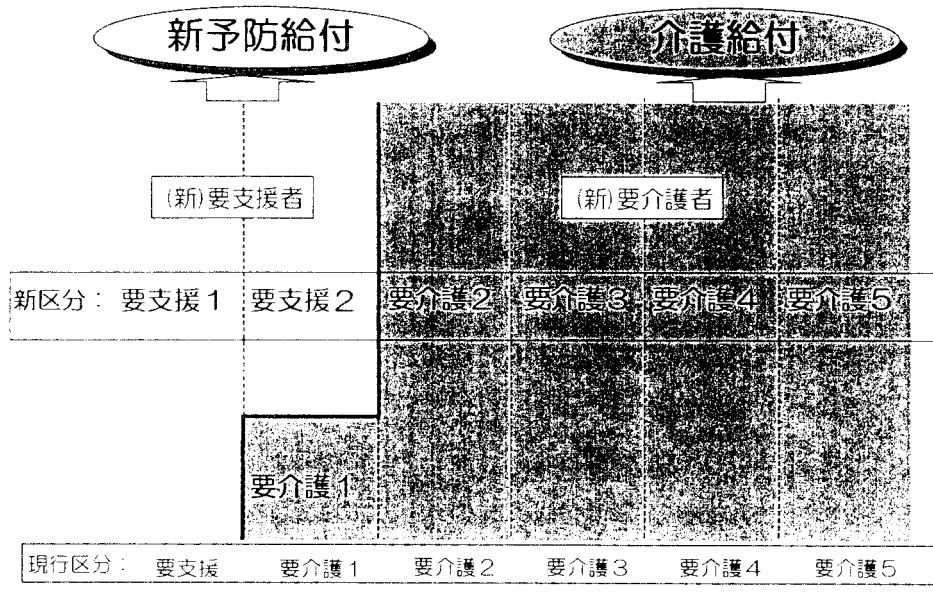 新予防給付
介護給付
(新)要支援者
(新)要介護者
新区分： 要支援1 要支援2 要介護2 要介護3 要介護4 要介護5
要介護1
現行区分： 要支援 要介護1 要介護2 要介護3 要介護4 要介護5